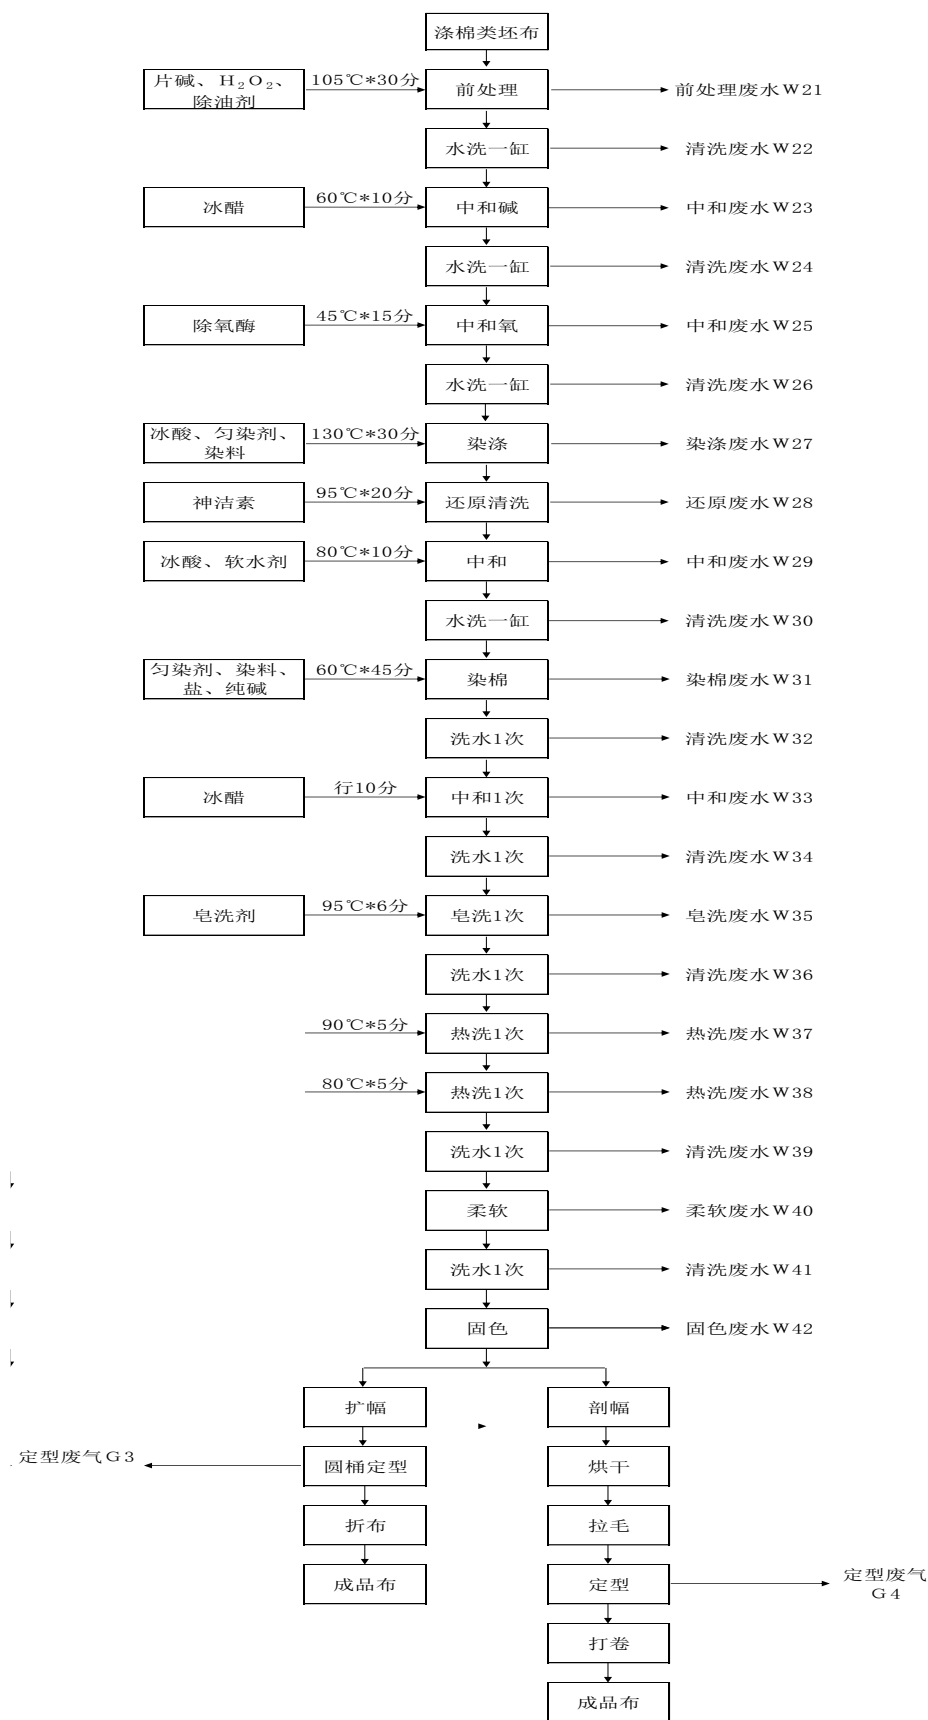 涤棉类坯布
片碱、H₂O₂、
除油剂
105℃*30分
前处理
前处理废水W21
水洗一缸
清洗废水W22
冰醋
60℃*10分
中和碱
中和废水W23
水洗一缸
清洗废水W24
除氧酶
45℃*15分
中和氧
中和废水W25
水洗一缸
清洗废水W26
冰酸、匀染剂、
染料
130℃*30分
染涤
染涤废水W27
神洁素
95℃*20分
还原清洗
还原废水W28
冰酸、软水剂
80℃*10分
中和
中和废水W29
水洗一缸
清洗废水W30
匀染剂、染料、
盐、纯碱
60℃*45分
染棉
染棉废水W31
洗水1次
清洗废水W32
冰醋
行10分
中和1次
中和废水W33
洗水1次
清洗废水W34
皂洗剂
95℃*6分
皂洗1次
皂洗废水W35
洗水1次
清洗废水W36
90℃*5分
热洗1次
热洗废水W37
80℃*5分
热洗1次
热洗废水W38
洗水1次
清洗废水W39
柔软
柔软废水W40
洗水1次
清洗废水W41
固色
固色废水W42
扩幅
剖幅
定型废气G3
圆桶定型
烘干
折布
拉毛
成品布
定型
定型废气
G4
打卷
成品布